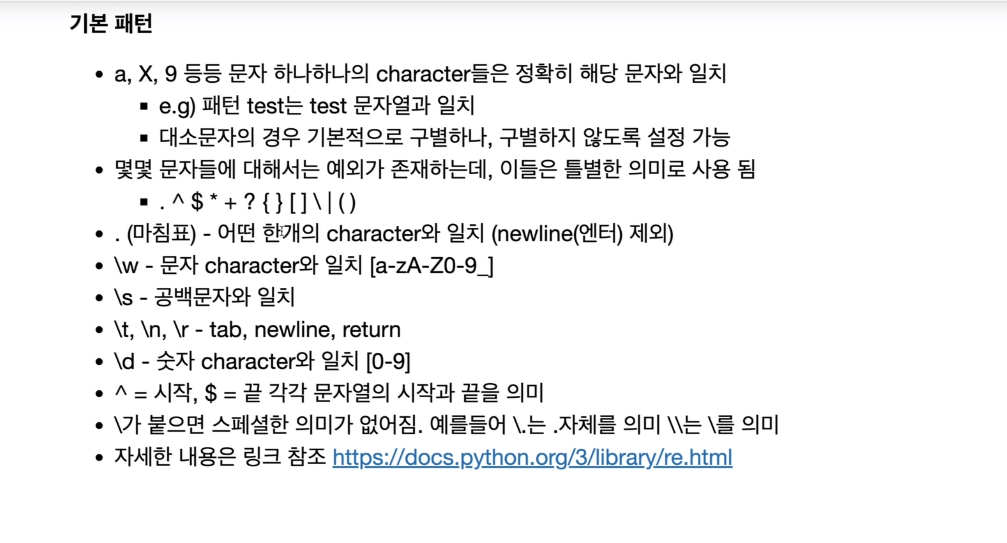 기본 패턴
• a, X, 9 등등 문자 하나하나의 character들은 정확히 해당 문자와 일치
▪ e.g) 패턴 test는 test 문자열과 일치
▪ 대소문자의 경우 기본적으로 구별하나, 구별하지 않도록 설정 가능
• 몇몇 문자들에 대해서는 예외가 존재하는데, 이들은 틀별한 의미로 사용 됨
▪ . ^ $ * + ? { } [ ] \ | ( )
• . (마침표) - 어떤 한개의 character와 일치 (newline(엔터) 제외)
• \w - 문자 character와 일치 [a-zA-Z0-9_]
• \s - 공백문자와 일치
• \t, \n, \r - tab, newline, return
• \d - 숫자 character와 일치 [0-9]
• ^ = 시작, $ = 끝 각각 문자열의 시작과 끝을 의미
• \가 붙으면 스페셜한 의미가 없어짐. 예를들어 \.는 .자체를 의미 \\는 \를 의미
• 자세한 내용은 링크 참조 https://docs.python.org/3/library/re.html